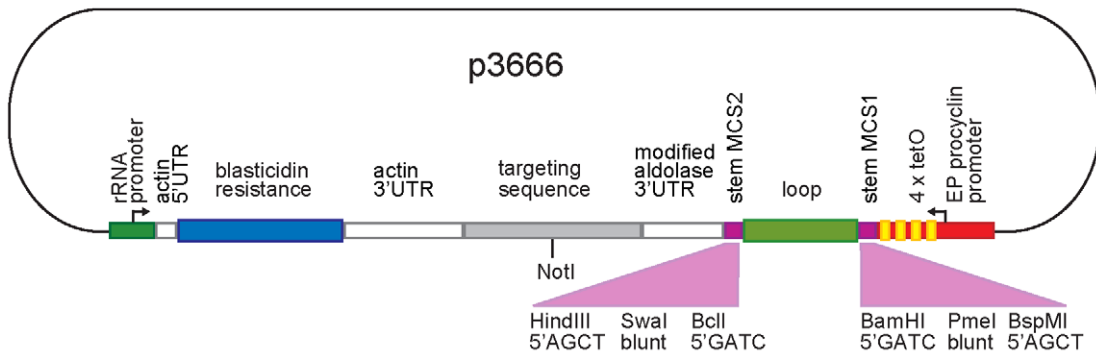 p3666
rRNA
promoter
actin
5'UTR
blasticidin
resistance
actin
3'UTR
targeting
sequence
modified
aldolase
3'UTR
stem MCS2
loop
stem MCS1
4 x tetO
EP procyclin
promoter
NotI
HindIII SwaI BclI
5'AGCT blunt 5'GATC
BamHI PmeI BspMI
5'GATC blunt 5'AGCT